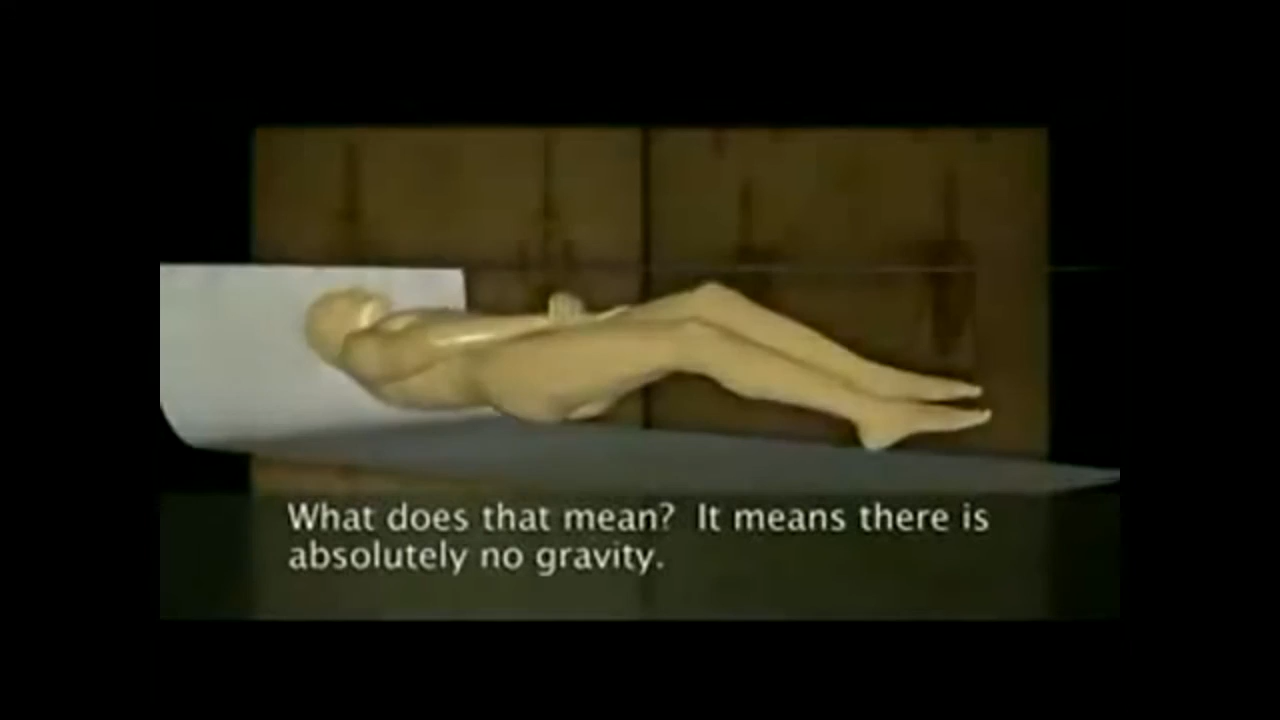 What does that mean?  It means there is
absolutely no gravity.